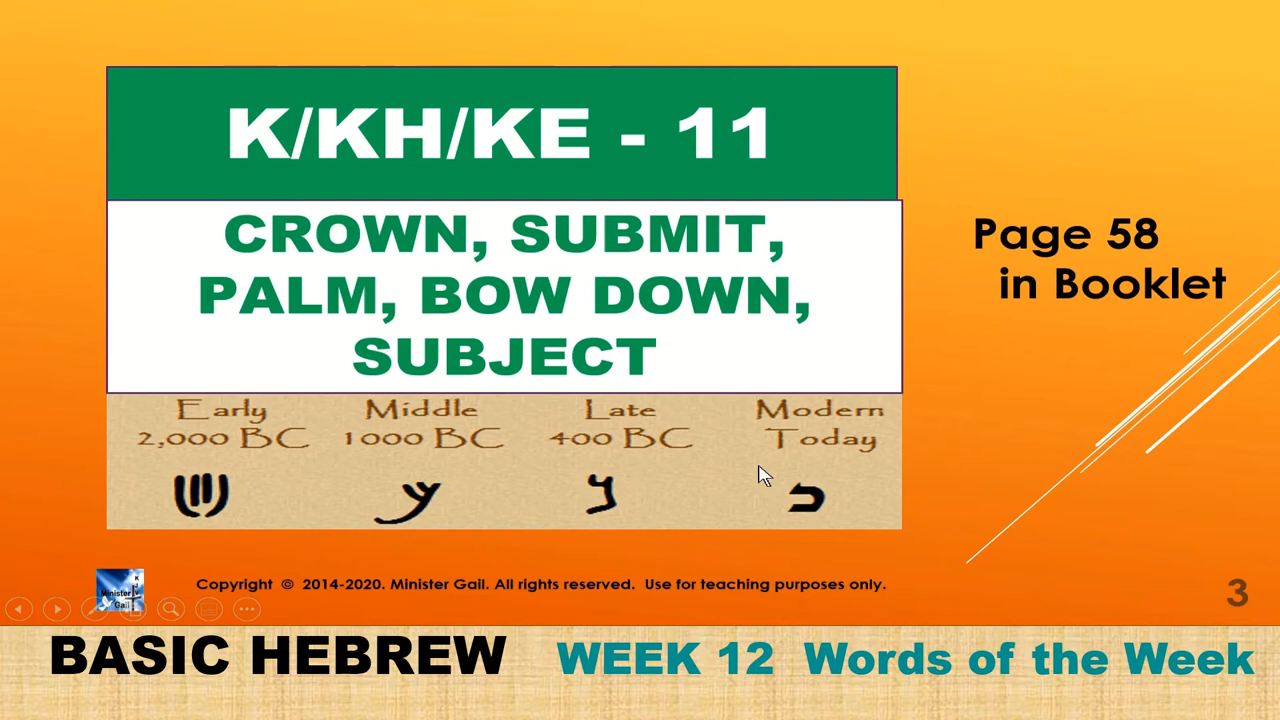 K/KH/KE - 11
CROWN, SUBMIT,
PALM, BOW DOWN,
SUBJECT
Page 58
in Booklet
Early Middle Late Modern
2,000 BC 1000 BC 400 BC Today
כ
Minister
Gail
Copyright © 2014-2020. Minister Gail. All rights reserved. Use for teaching purposes only.
3
BASIC HEBREW WEEK 12 Words of the Week